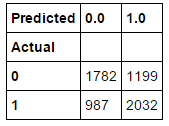 Predicted 0.0 1.0
Actual
0 1782 1199
1 987 2032